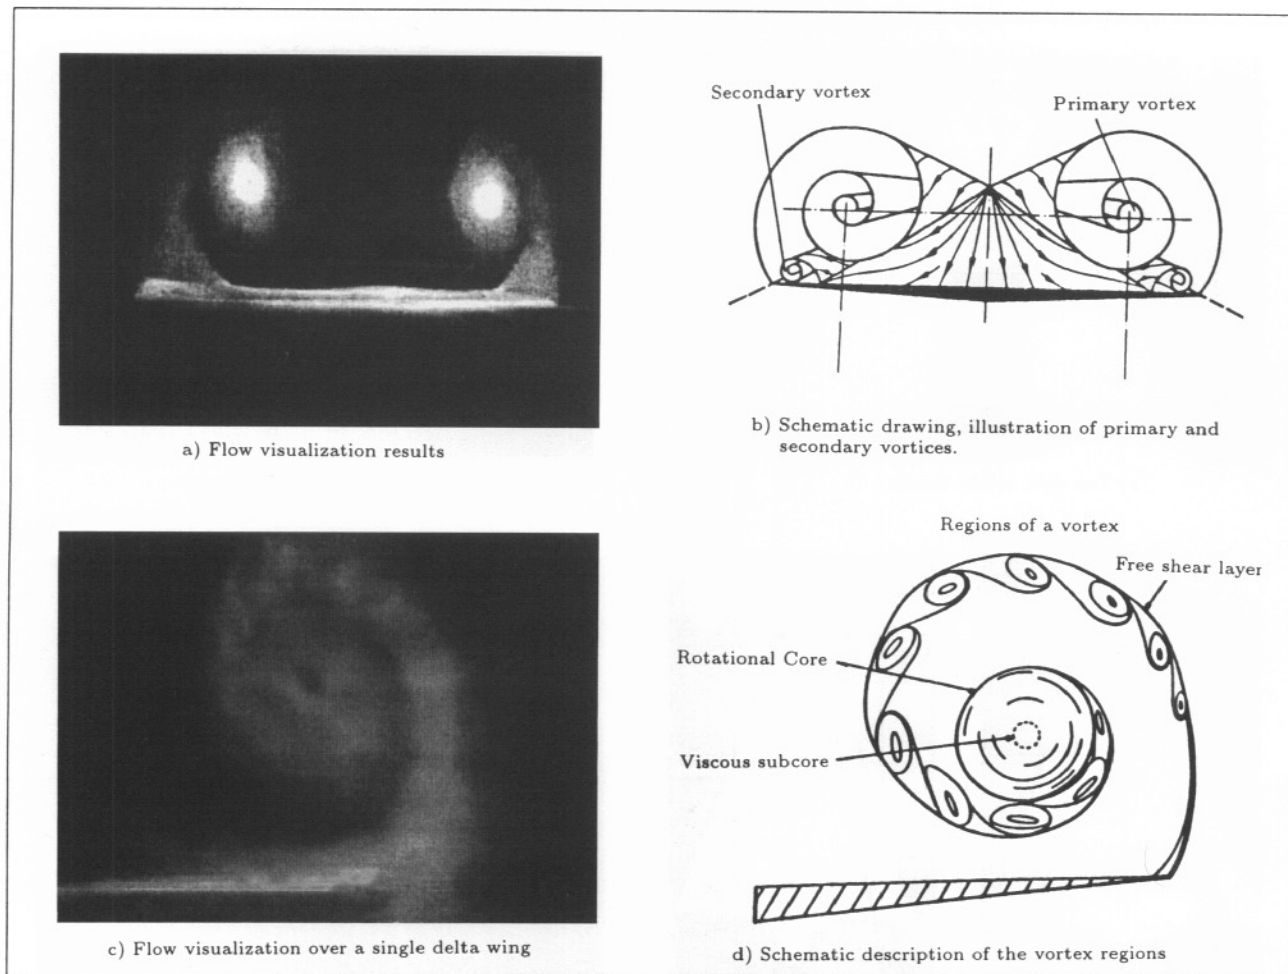 Secondary vortex
Primary vortex
a) Flow visualization results
b) Schematic drawing, illustration of primary and
secondary vortices.
Regions of a vortex
Free shear layer
Rotational Core
Viscous subcore
c) Flow visualization over a single delta wing
d) Schematic description of the vortex regions